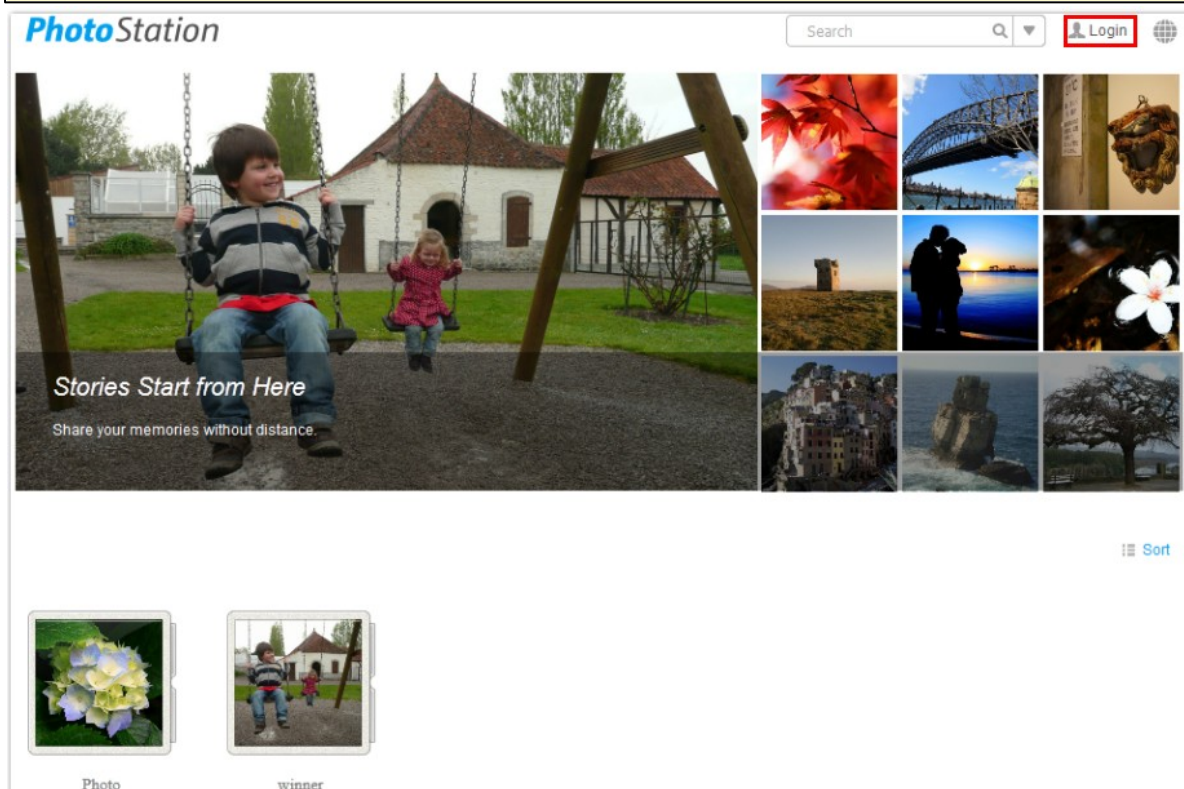 PhotoStation
Search
Login
Stories Start from Here
Share your memories without distance.
Sort
Photo
winner